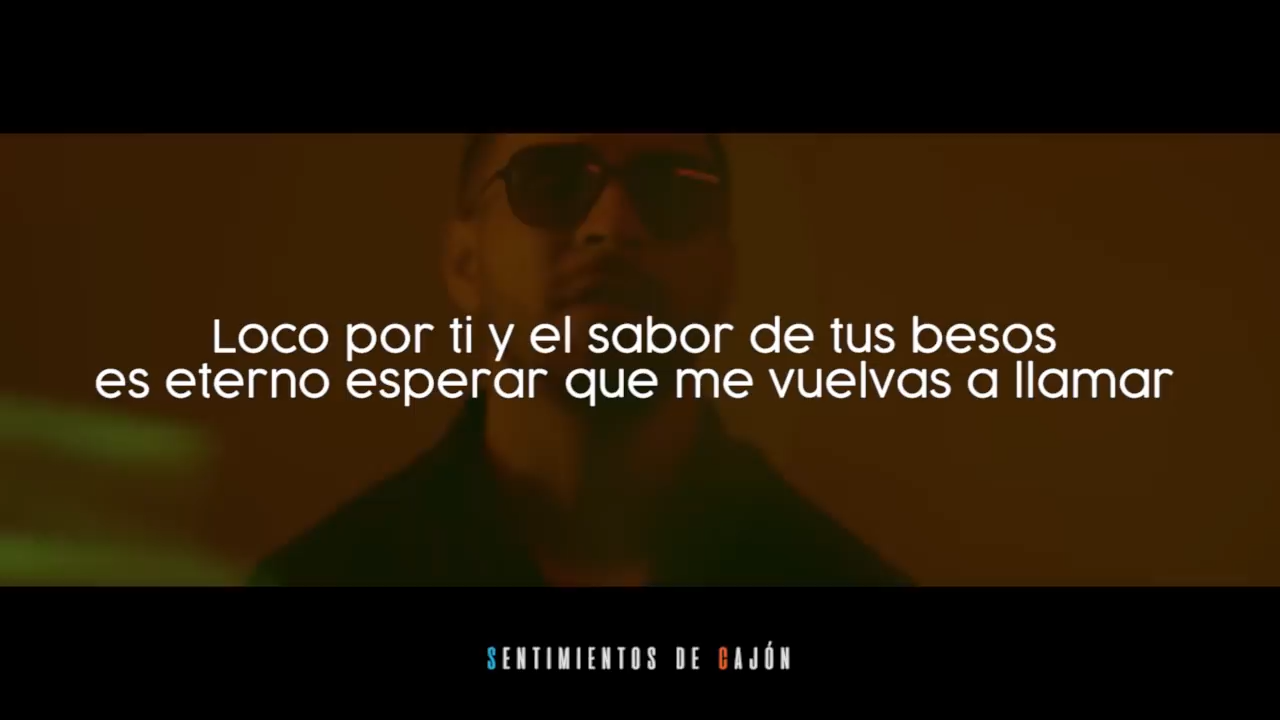 Loco por ti y el sabor de tus besos
es eterno esperar que me vuelvas a llamar
SENTIMIENTOS DE CAJÓN